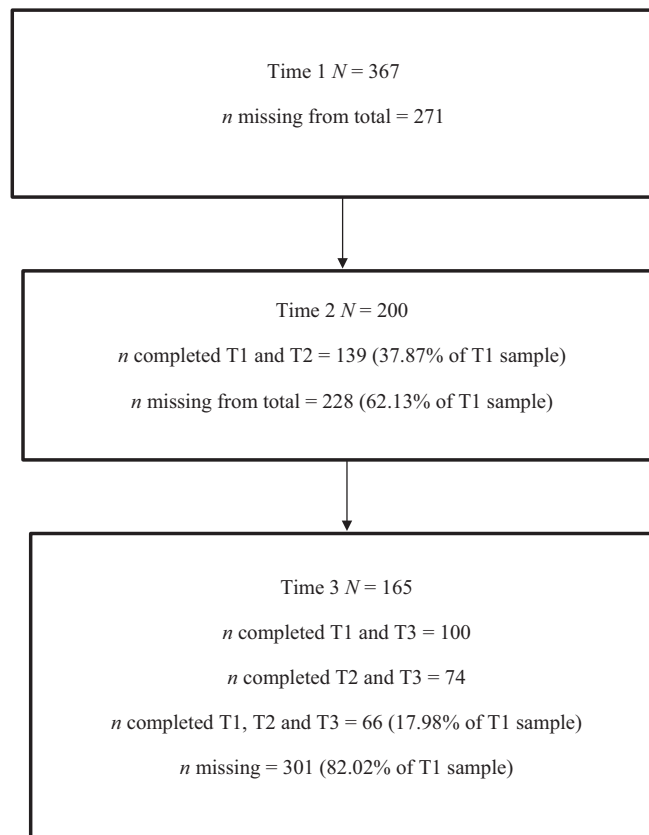 Time 1 N = 367
n missing from total = 271
Time 2 N = 200
n completed T1 and T2 = 139 (37.87% of T1 sample)
n missing from total = 228 (62.13% of T1 sample)
Time 3 N = 165
n completed T1 and T3 = 100
n completed T2 and T3 = 74
n completed T1, T2 and T3 = 66 (17.98% of T1 sample)
n missing = 301 (82.02% of T1 sample)